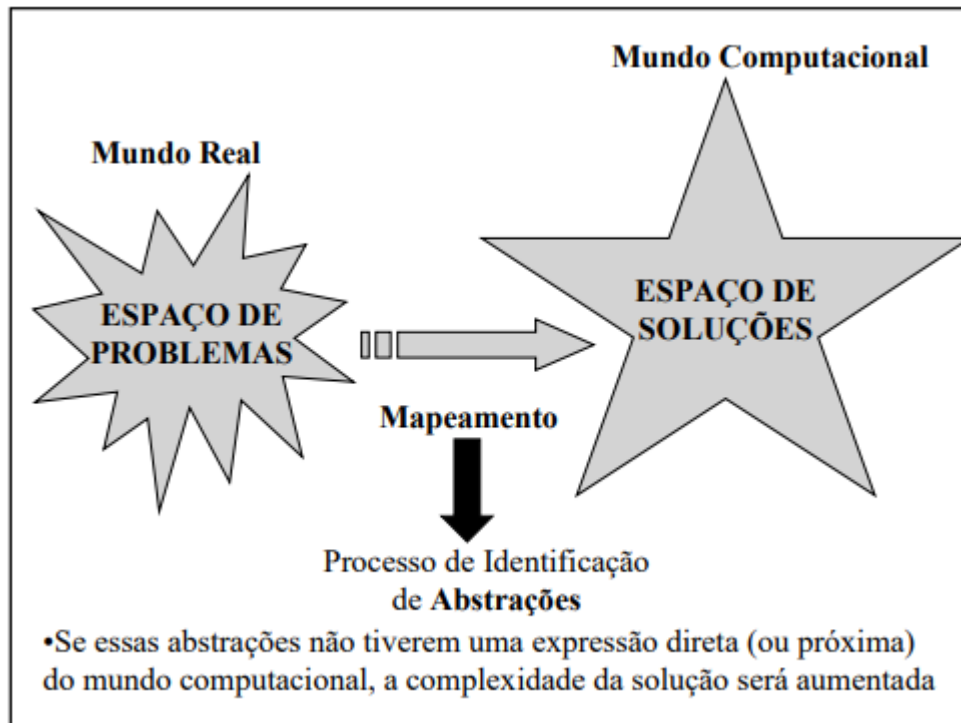 Mundo Computacional
Mundo Real
ESPAÇO DE
PROBLEMAS
ESPAÇO DE
SOLUÇÕES
Mapeamento
Processo de Identificação
de Abstrações
•Se essas abstrações não tiverem uma expressão direta (ou próxima)
do mundo computacional, a complexidade da solução será aumentada